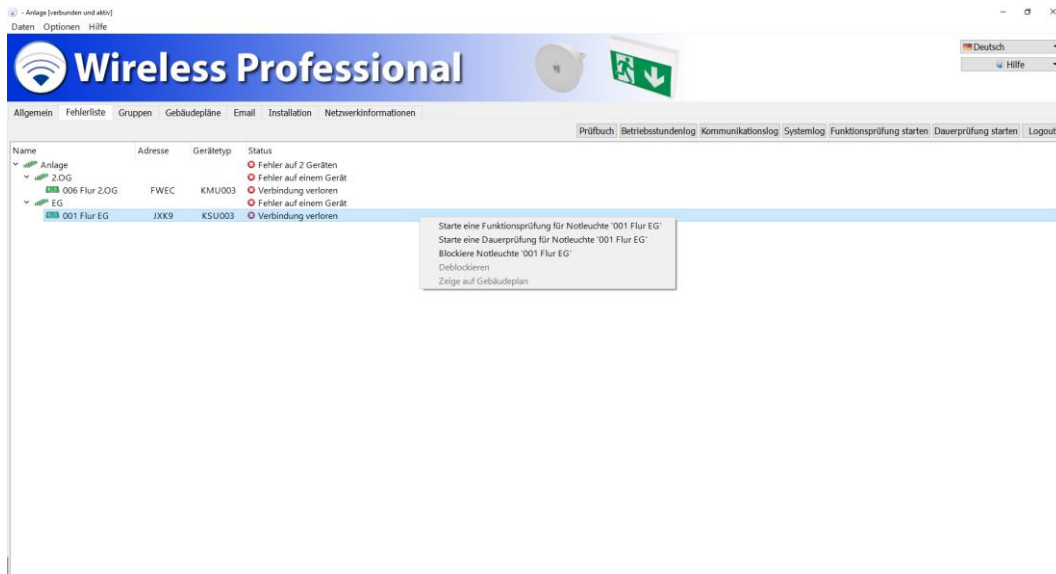 - Anlage [verbunden und aktiv]
Daten Optionen Hilfe
Wireless Professional
Deutsch
Hilfe
Allgemein Fehlerliste Gruppen Gebäudepläne Email Installation Netzwerkinformationen
Prüfbuch Betriebsstundenlog Kommunikationslog Systemlog Funktionsprüfung starten Dauerprüfung starten Logout
Name Adresse Gerätetyp Status
Anlage Fehler auf 2 Geräten
2.OG Fehler auf einem Gerät
006 Flur 2.OG FWEC KMU003 Verbindung verloren
EG Fehler auf einem Gerät
001 Flur EG JXK9 KSU003 Verbindung verloren
Starte eine Funktionsprüfung für Notleuchte '001 Flur EG'
Starte eine Dauerprüfung für Notleuchte '001 Flur EG'
Blockiere Notleuchte '001 Flur EG'
Deblockieren
Zeige auf Gebäudeplan